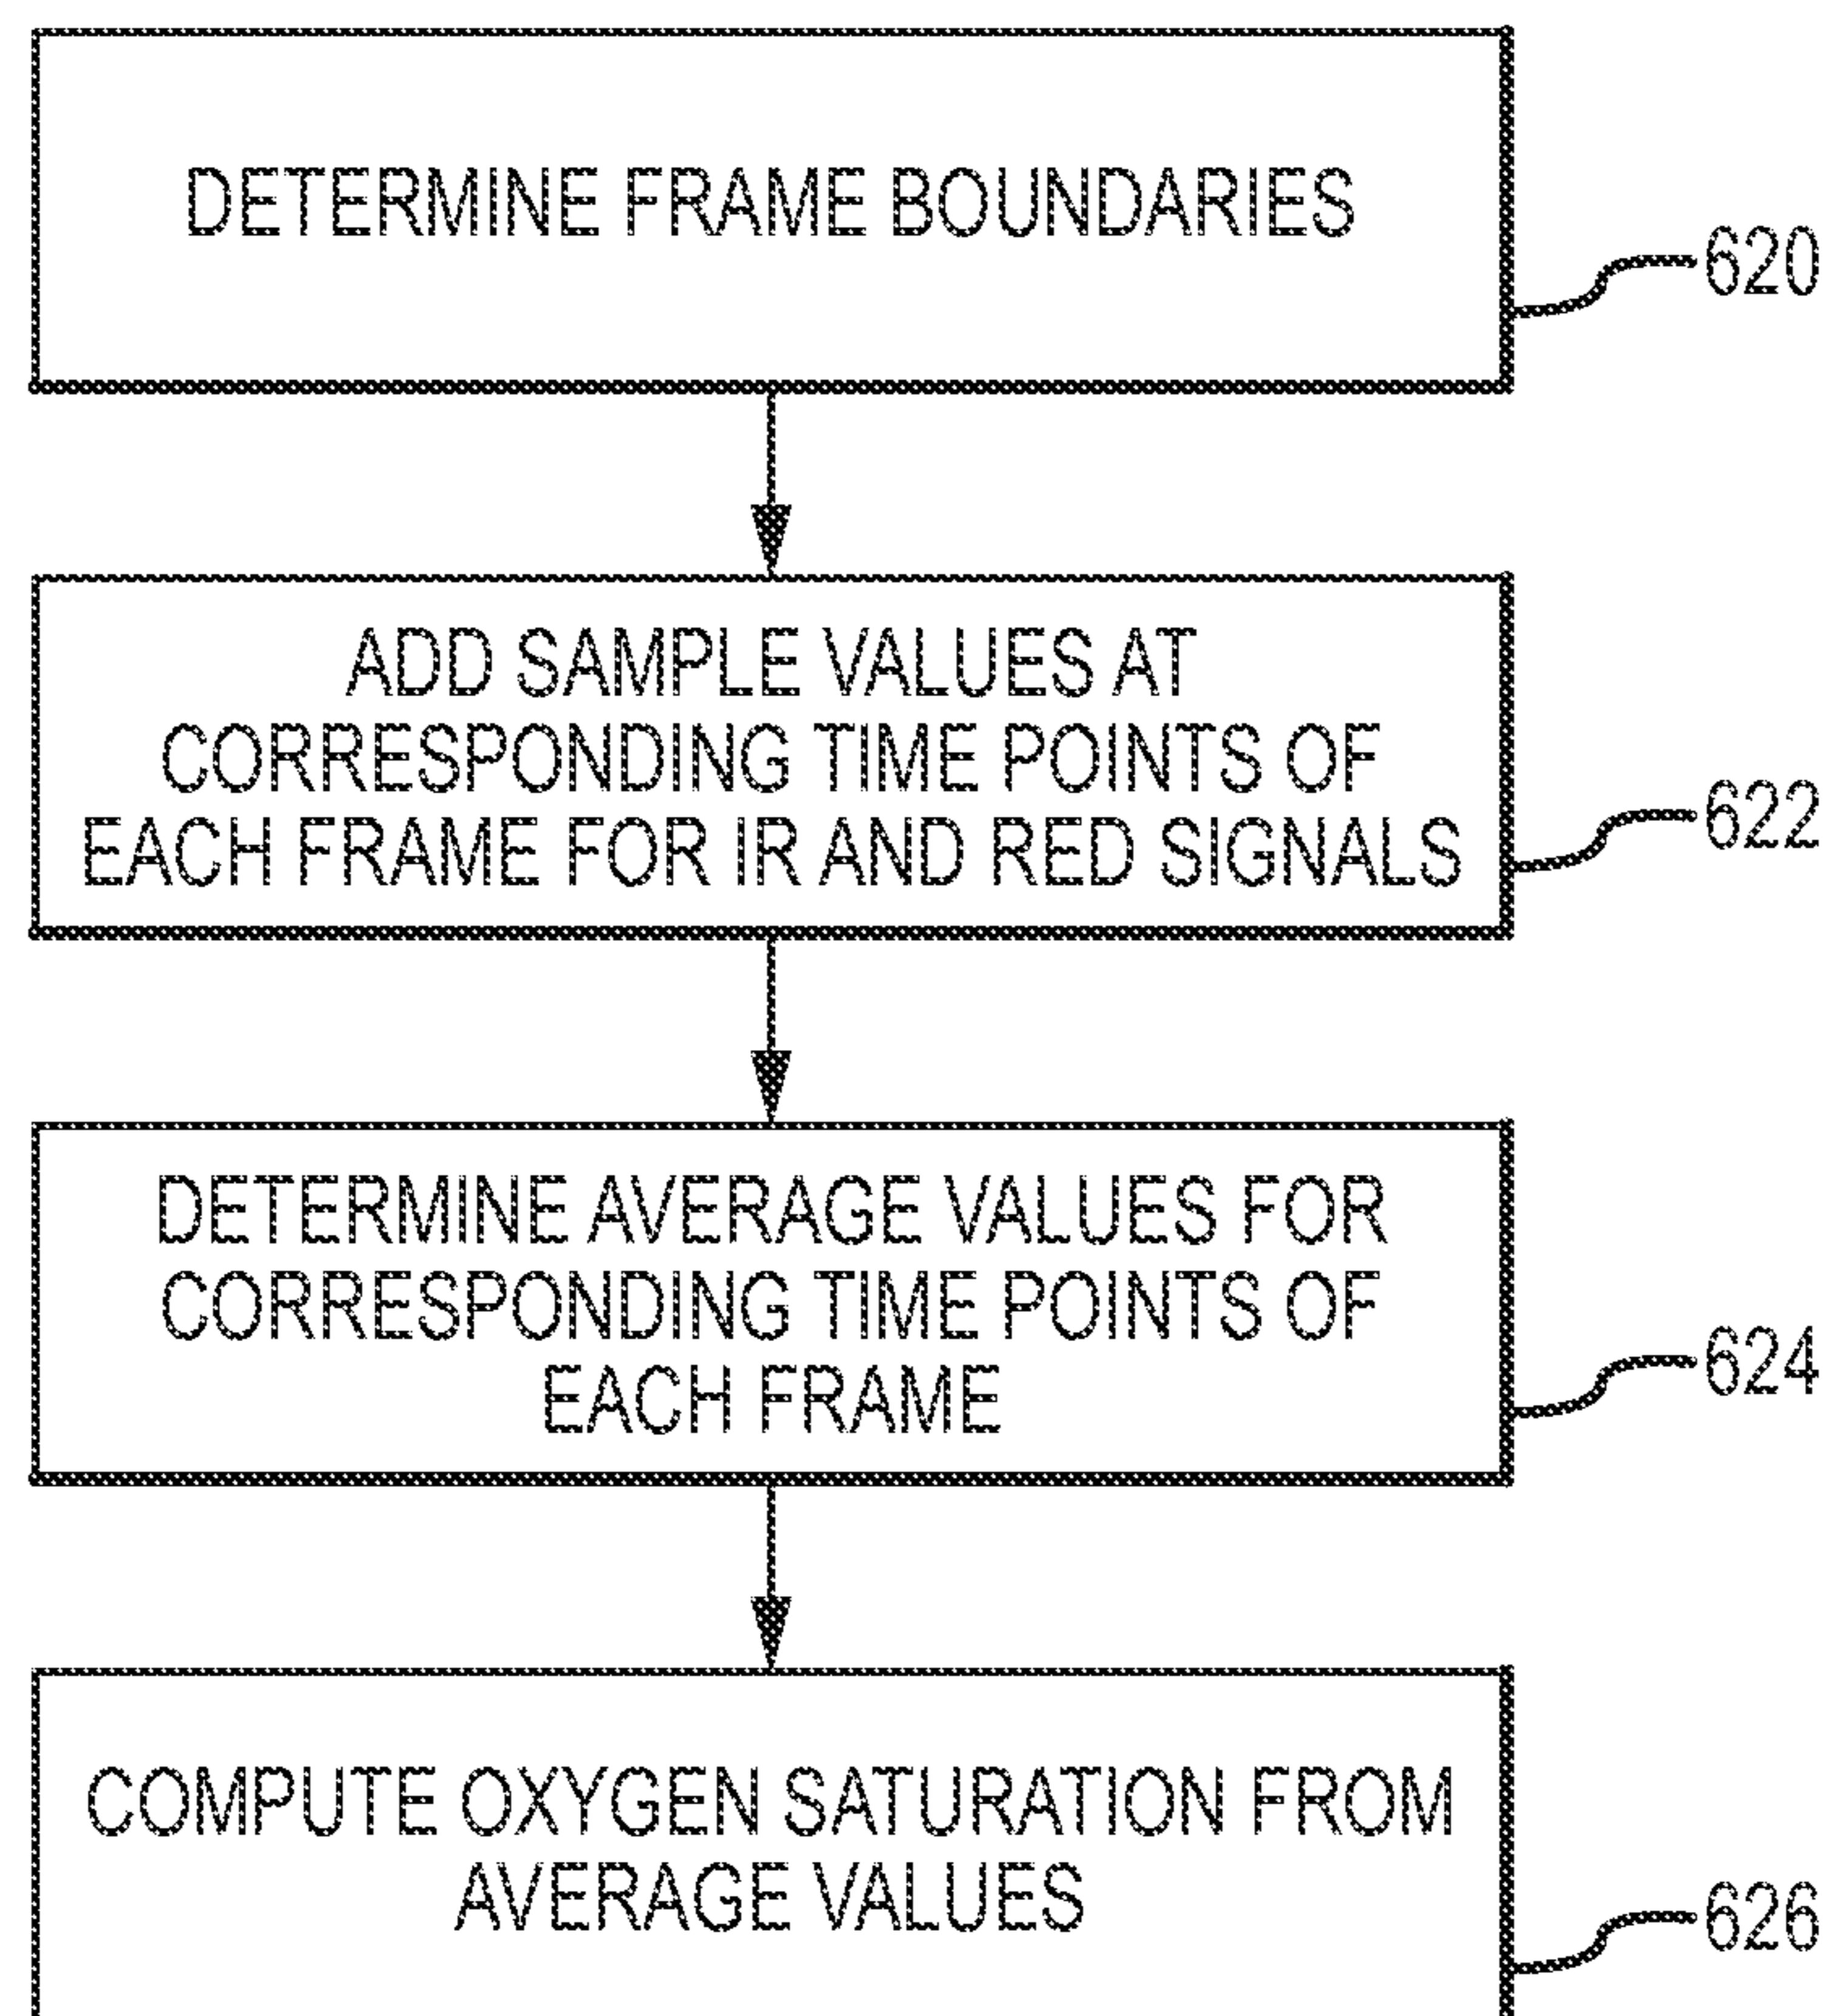 DETERMINE FRAME BOUNDARIES
620
ADD SAMPLE VALUES AT
CORRESPONDING TIME POINTS OF
EACH FRAME FOR IR AND RED SIGNALS
622
DETERMINE AVERAGE VALUES FOR
CORRESPONDING TIME POINTS OF
EACH FRAME
624
COMPUTE OXYGEN SATURATION FROM
AVERAGE VALUES
626